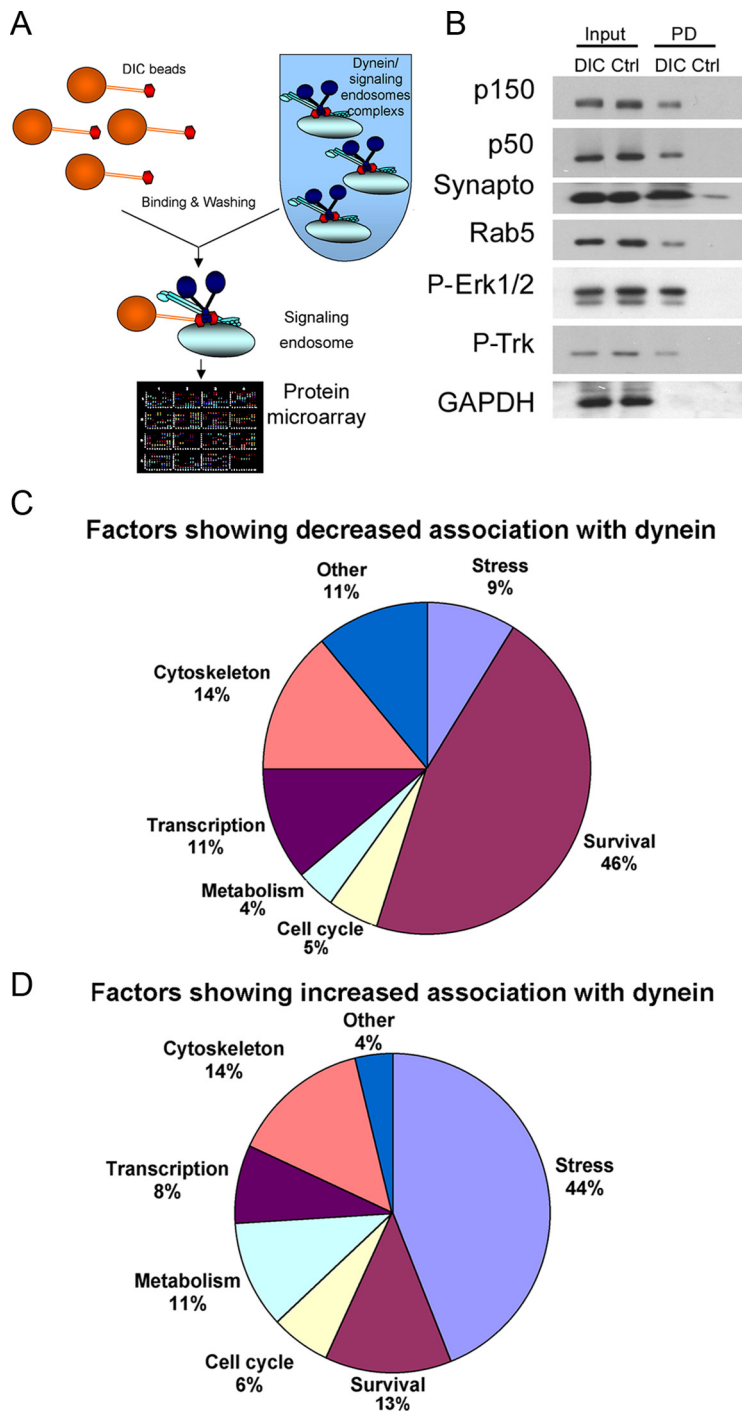 A
DIC beads
Dynein/
signaling
endosomes
complexs
Binding & Washing
Signaling
endosome
Protein
microarray
B
Input PD
DIC Ctrl DIC Ctrl
p150
p50
Synapto
Rab5
P-Erk1/2
P-Trk
GAPDH
C
Factors showing decreased association with dynein
Other
11%
Stress
9%
Cytoskeleton
14%
Survival
46%
Transcription
11%
Metabolism
4%
Cell cycle
5%
D
Factors showing increased association with dynein
Other
4%
Cytoskeleton
14%
Stress
44%
Transcription
8%
Metabolism
11%
Cell cycle
6%
Survival
13%